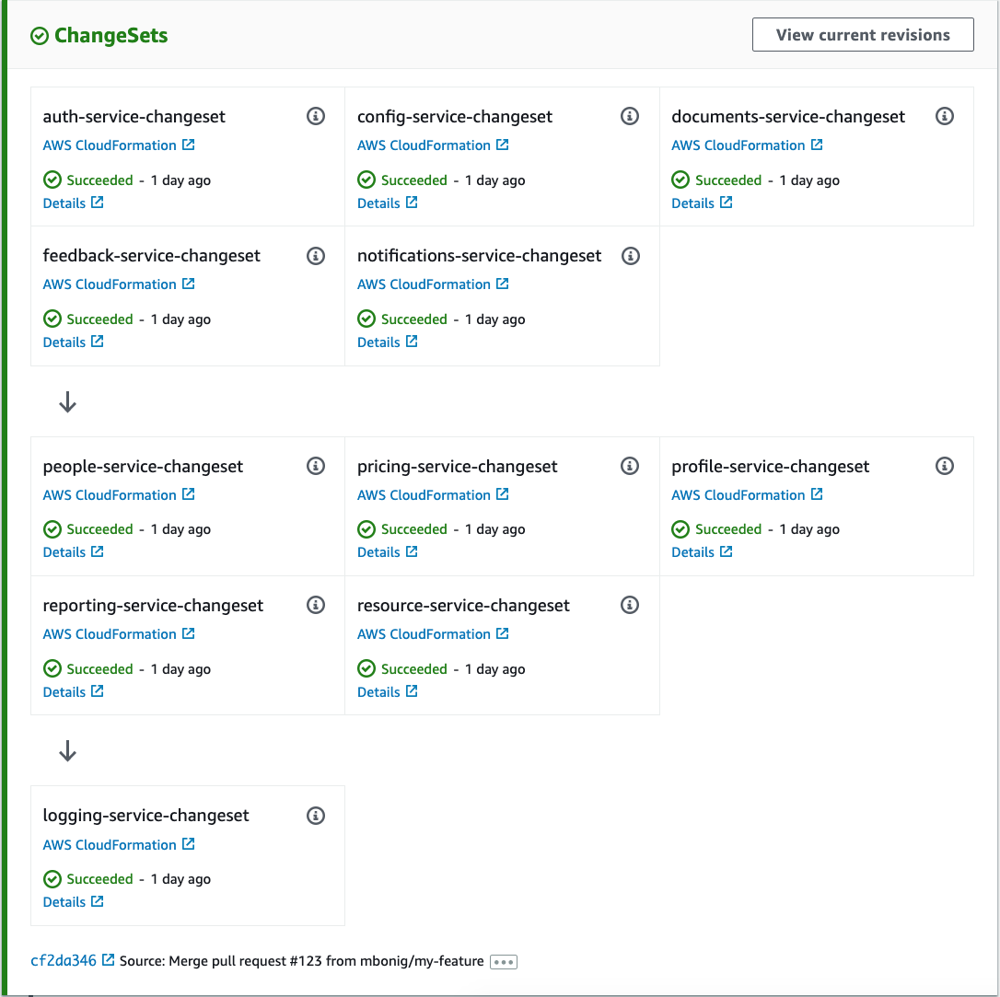 ChangeSets
View current revisions
auth-service-changeset
AWS CloudFormation
Succeeded - 1 day ago
Details
config-service-changeset
AWS CloudFormation
Succeeded - 1 day ago
Details
documents-service-changeset
AWS CloudFormation
Succeeded - 1 day ago
Details
feedback-service-changeset
AWS CloudFormation
Succeeded - 1 day ago
Details
notifications-service-changeset
AWS CloudFormation
Succeeded - 1 day ago
Details
people-service-changeset
AWS CloudFormation
Succeeded - 1 day ago
Details
pricing-service-changeset
AWS CloudFormation
Succeeded - 1 day ago
Details
profile-service-changeset
AWS CloudFormation
Succeeded - 1 day ago
Details
reporting-service-changeset
AWS CloudFormation
Succeeded - 1 day ago
Details
resource-service-changeset
AWS CloudFormation
Succeeded - 1 day ago
Details
logging-service-changeset
AWS CloudFormation
Succeeded - 1 day ago
Details
cf2da346 Source: Merge pull request #123 from mbonig/my-feature